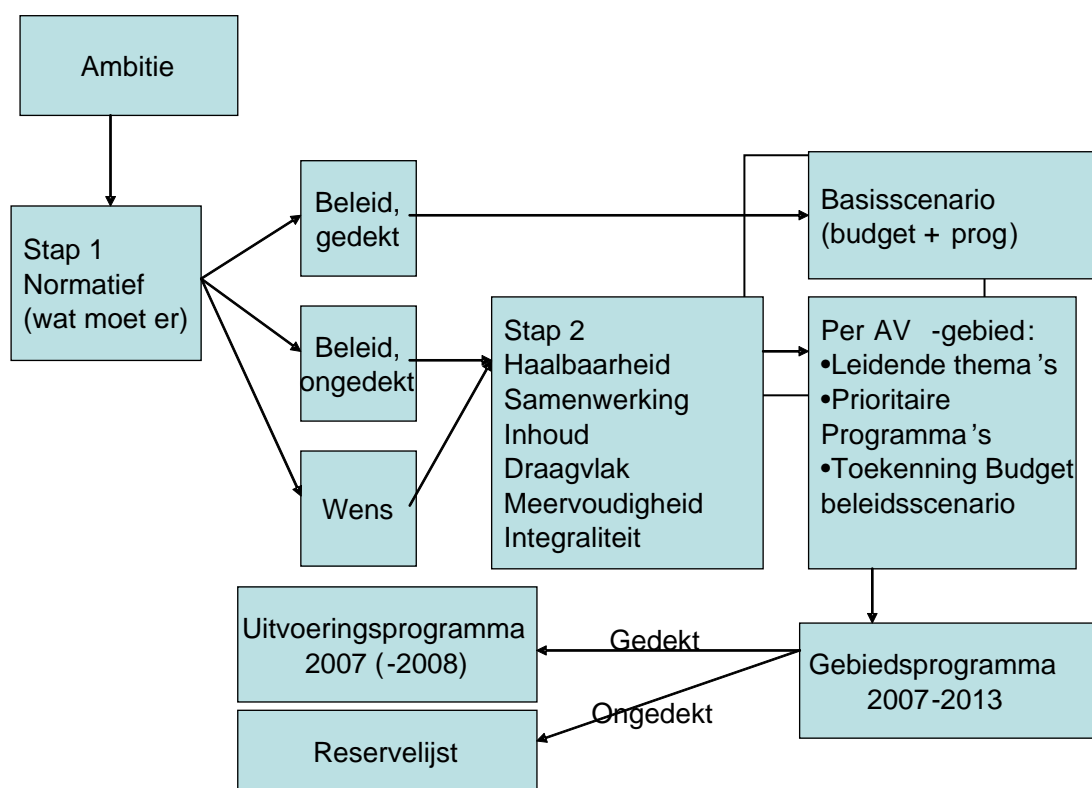 Ambitie
Stap 1
Normatief
(wat moet er)
Beleid,
gedekt
Beleid,
ongedekt
Wens
Stap 2
Haalbaarheid
Samenwerking
Inhoud
Draagvlak
Meervoudigheid
Integraliteit
Basisscenario
(budget + prog)
Per AV -gebied:
•Leidende thema's
•Prioritaire
Programma's
•Toekenning Budget
beleidsscenario
Gebiedsprogramma
2007-2013
Gedekt
Ongedekt
Uitvoeringsprogramma
2007 (-2008)
Reservelijst